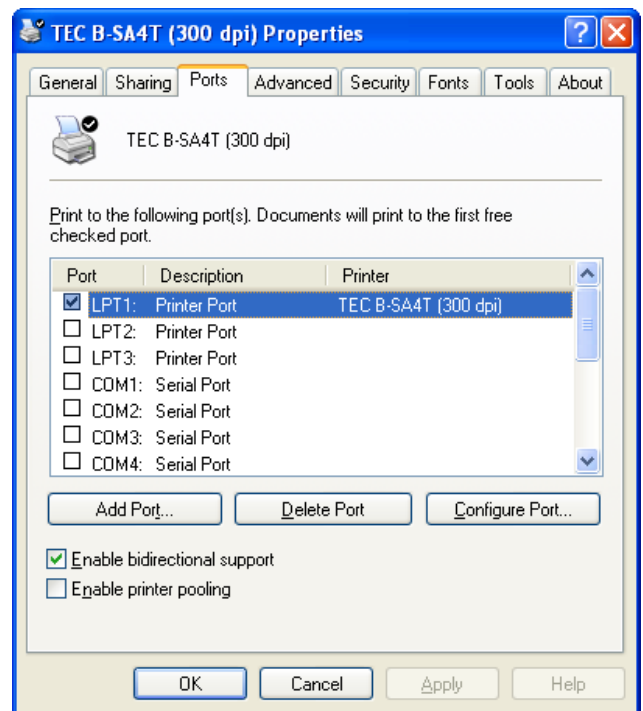 TEC B-SA4T (300 dpi) Properties
General Sharing Ports Advanced Security Fonts Tools About
TEC B-SA4T (300 dpi)
Print to the following port(s). Documents will print to the first free
checked port.
Port Description Printer
LPT1: Printer Port TEC B-SA4T (300 dpi)
LPT2: Printer Port
LPT3: Printer Port
COM1: Serial Port
COM2: Serial Port
COM3: Serial Port
COM4: Serial Port
Add Port... Delete Port Configure Port...
Enable bidirectional support
Enable printer pooling
OK Cancel Apply Help